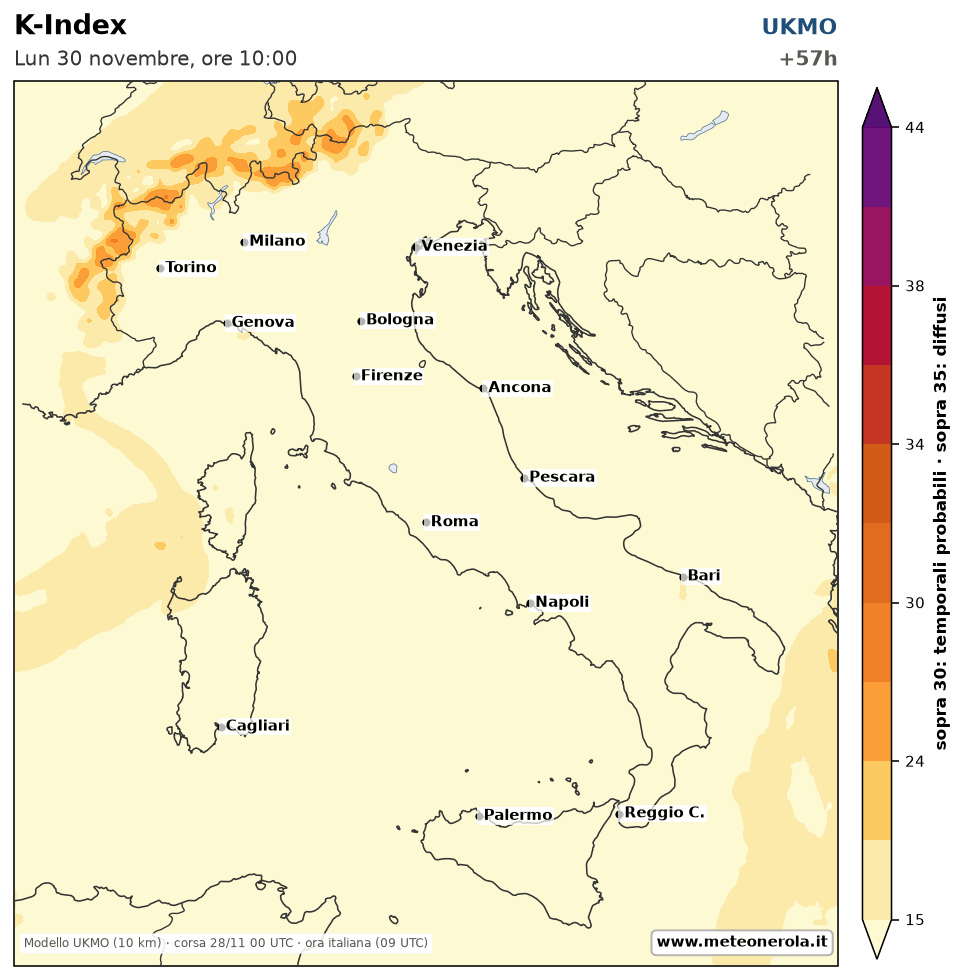 K-Index
UKMO
Lun 30 novembre, ore 10:00
+57h
44
38
34
30
24
15
sopra 30: temporali probabili · sopra 35: diffusi
Milano
Venezia
Torino
Genova
Bologna
Firenze
Ancona
Pescara
Roma
Bari
Napoli
Cagliari
Palermo
Reggio C.
Modello UKMO (10 km) · corsa 28/11 00 UTC · ora italiana (09 UTC)
www.meteonerola.it